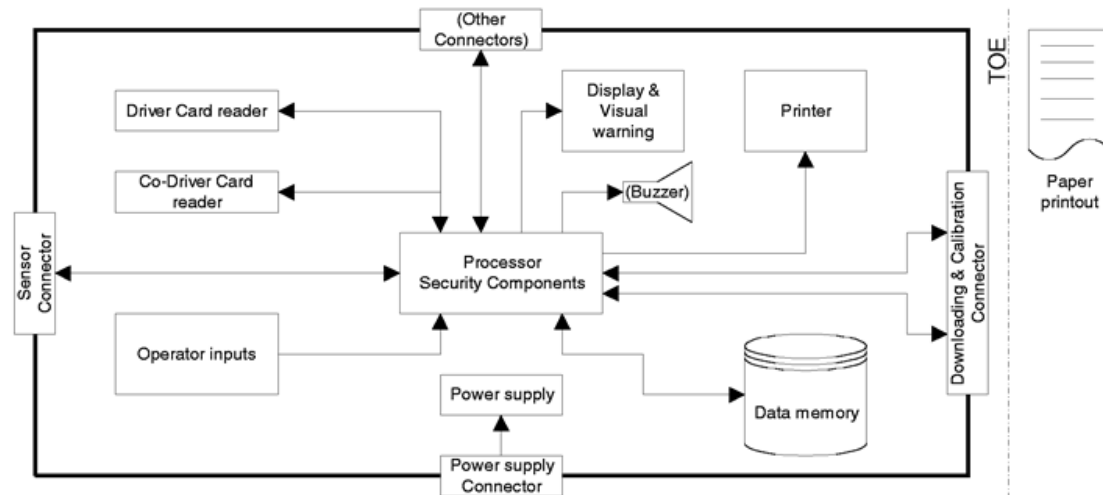 (Other
Connectors)
TOE
Driver Card reader
Display &
Visual
warning
Printer
Co-Driver Card
reader
(Buzzer)
Paper
printout
Sensor
Connector
Processor
Security Components
Downloading & Calibration
Connector
Operator inputs
Power supply
Data memory
Power supply
Connector